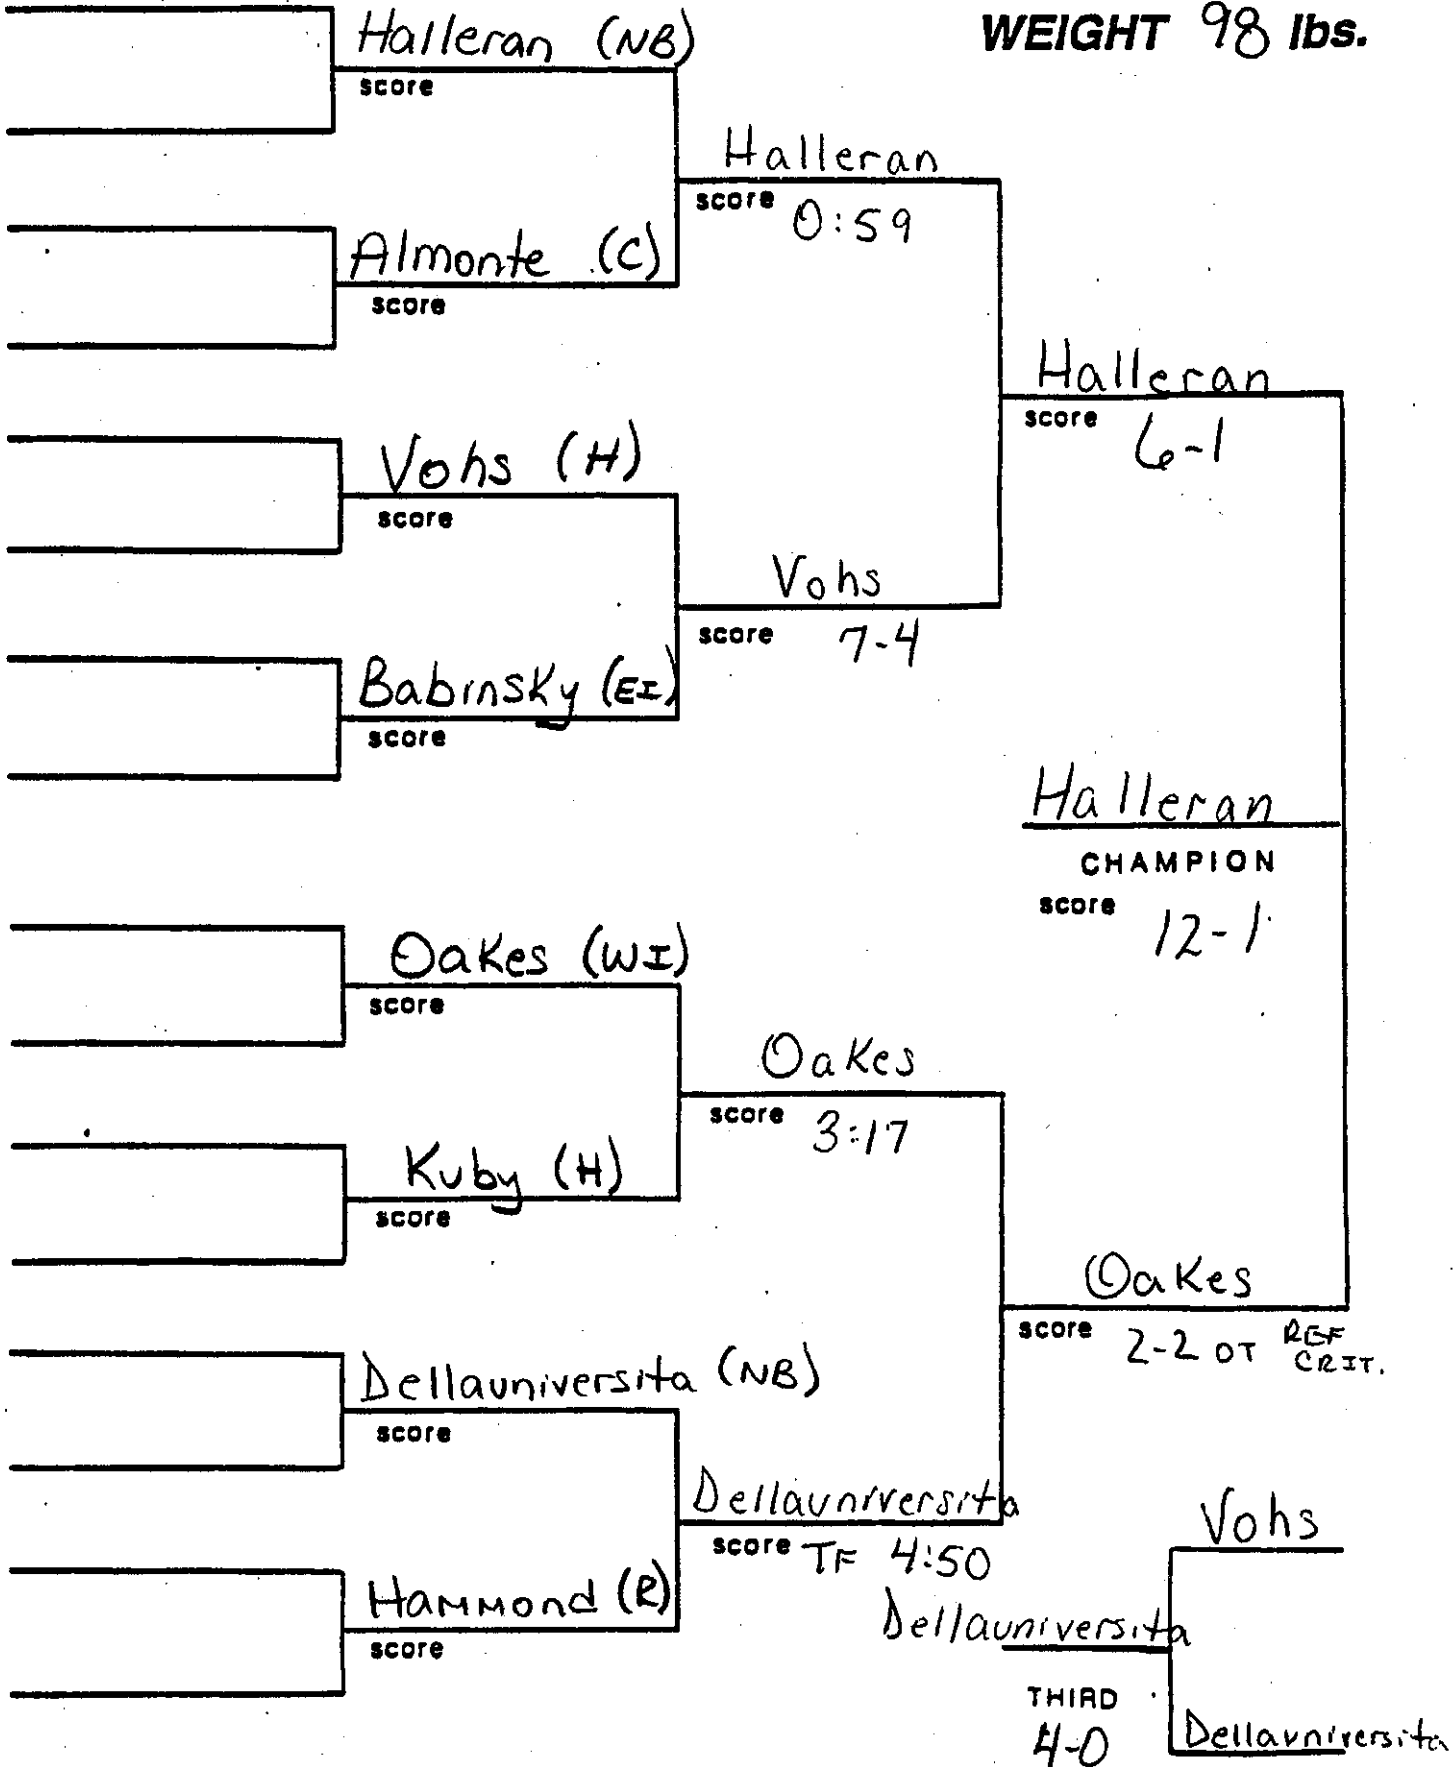 WEIGHT 98 lbs.
Halleran (NB)
score
Halleran
score 0:59
Almonte (C)
score
Halleran
score 6-1
Vohs (H)
score
Vohs
score 7-4
Babinsky (EI)
score
Halleran
CHAMPION
score 12-1
Oakes (WI)
score
Oakes
score 3:17
Kuby (H)
score
Oakes
score 2-2 OT REF CRIT.
Dellauniversita (NB)
score
Dellauniversita
score TF 4:50
Hammond (R)
score
Vohs
Dellauniversita
THIRD
4-0
Dellauniversita